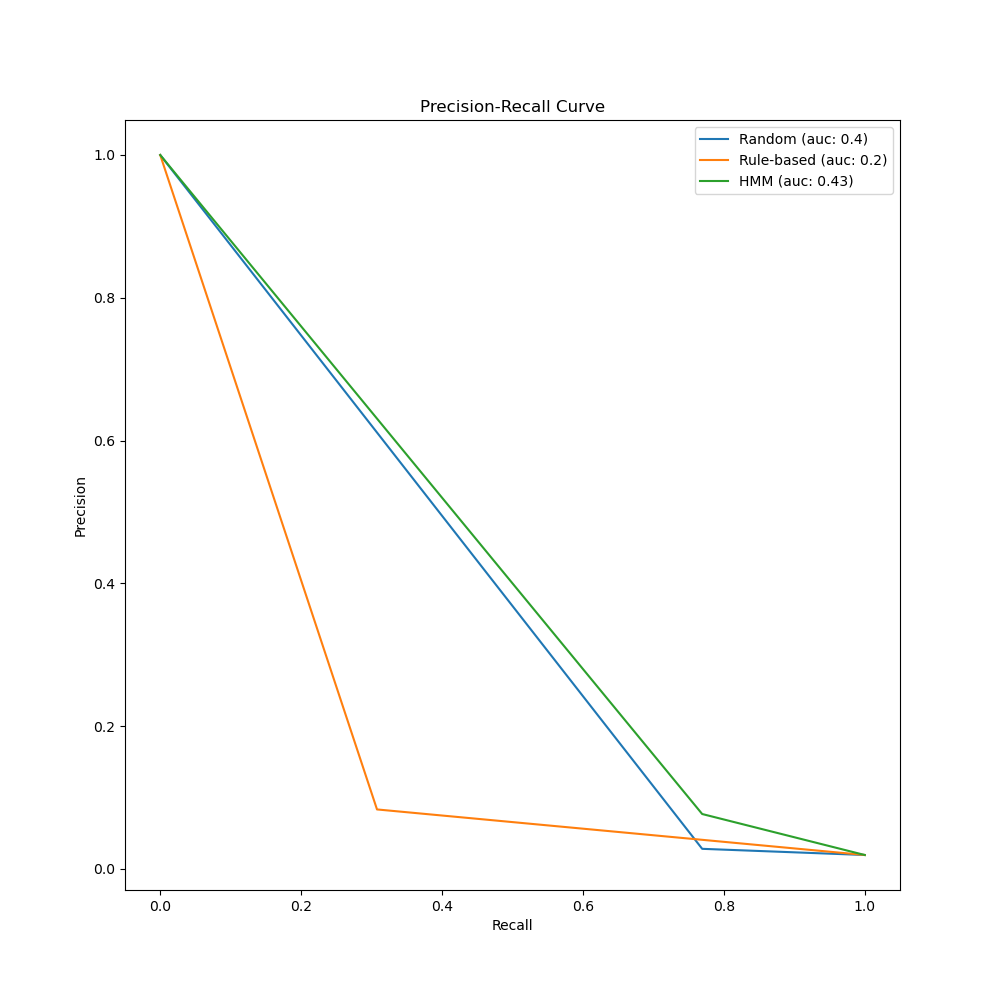 Precision-Recall Curve
Random (auc: 0.4)
Rule-based (auc: 0.2)
HMM (auc: 0.43)
Precision
1.0
0.8
0.6
0.4
0.2
0.0
0.0 0.2 0.4 0.6 0.8 1.0
Recall